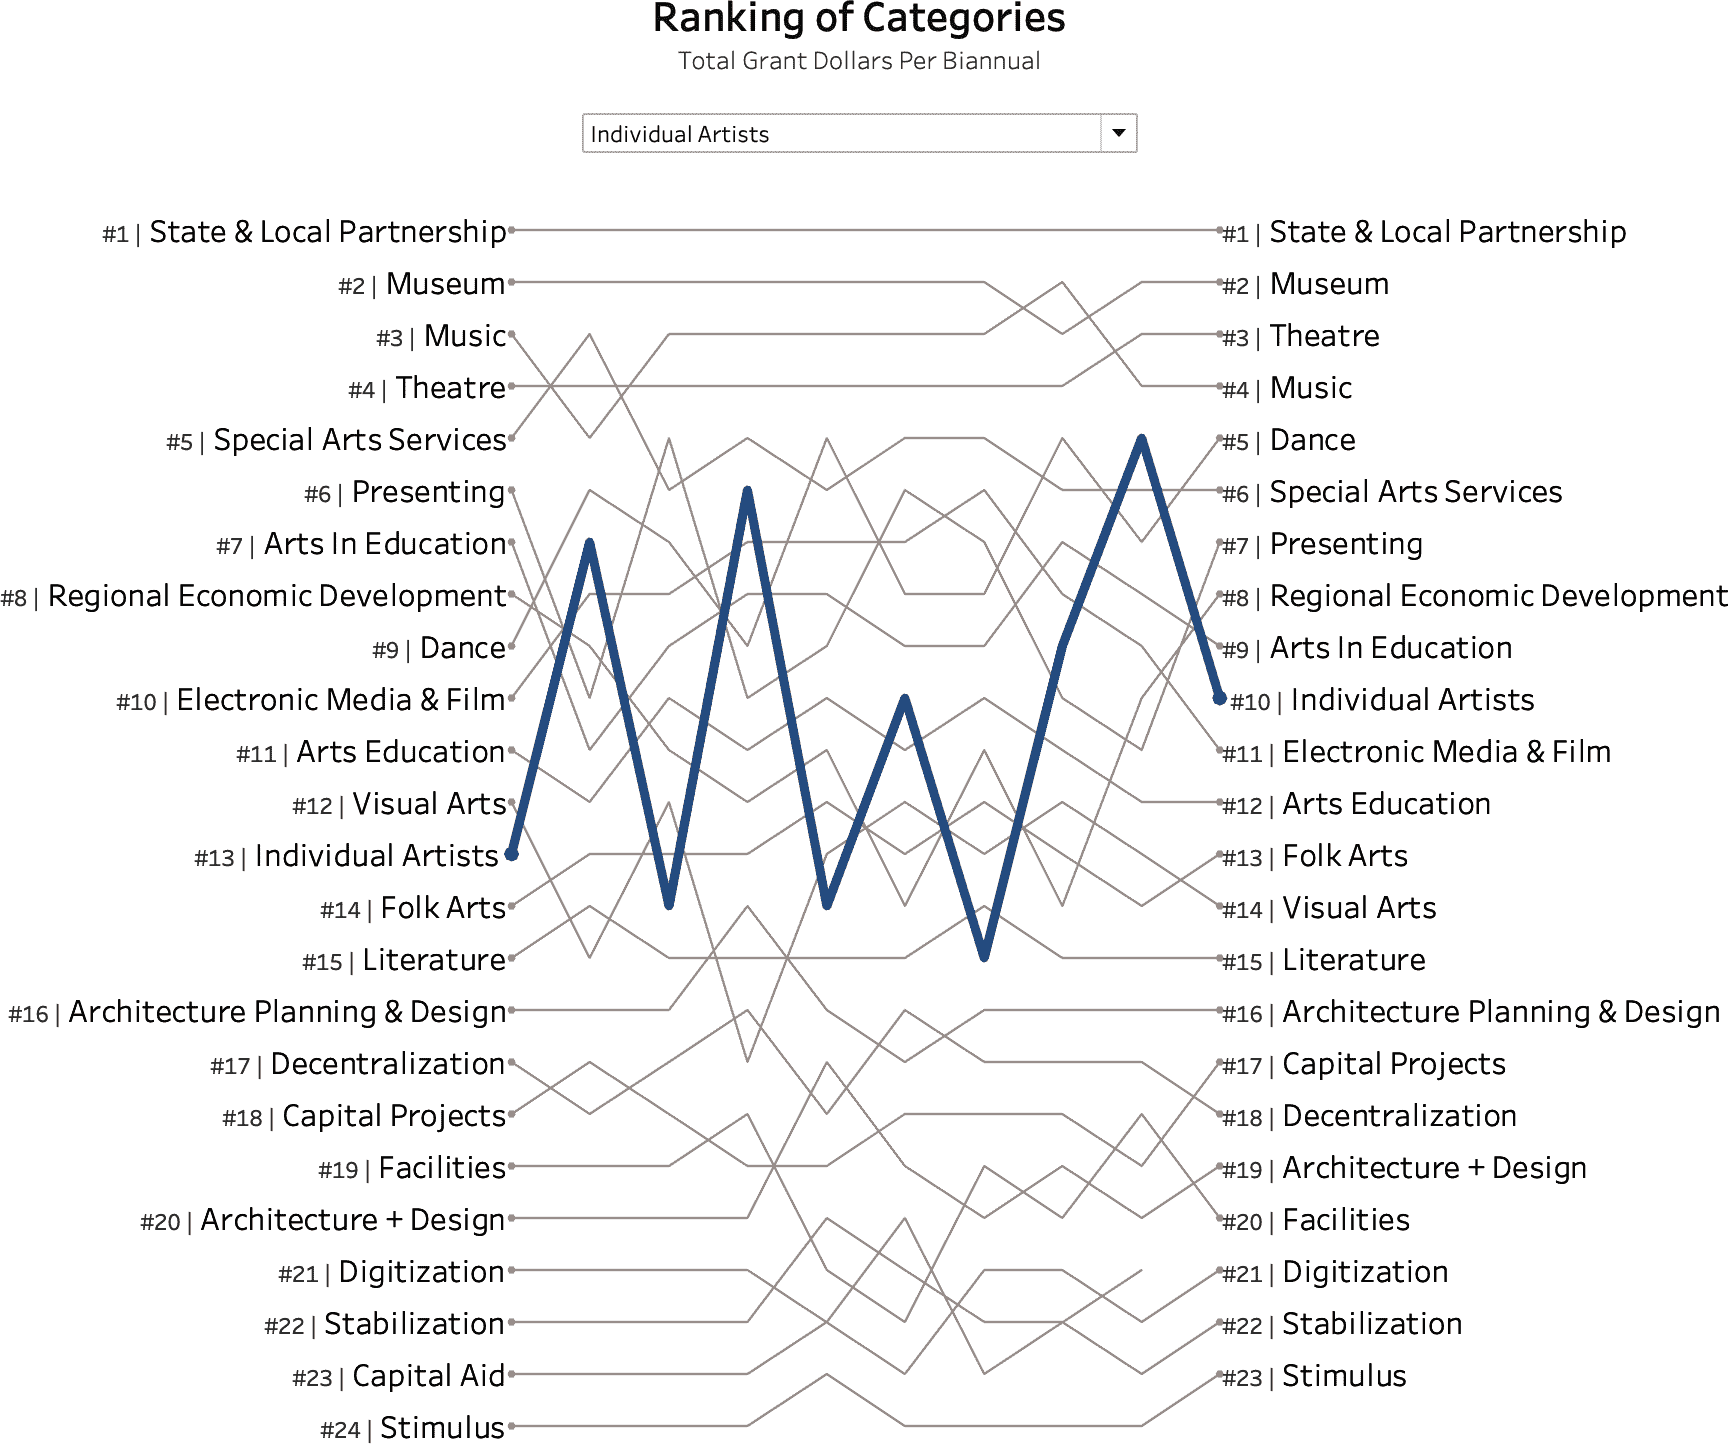 Ranking of Categories
Total Grant Dollars Per Biannual
Individual Artists
#1 | State & Local Partnership
#2 | Museum
#3 | Music
#4 | Theatre
#5 | Special Arts Services
#6 | Presenting
#7 | Arts In Education
#8 | Regional Economic Development
#9 | Dance
#10 | Electronic Media & Film
#11 | Arts Education
#12 | Visual Arts
#13 | Individual Artists
#14 | Folk Arts
#15 | Literature
#16 | Architecture Planning & Design
#17 | Decentralization
#18 | Capital Projects
#19 | Facilities
#20 | Architecture + Design
#21 | Digitization
#22 | Stabilization
#23 | Capital Aid
#24 | Stimulus
#1 | State & Local Partnership
#2 | Museum
#3 | Theatre
#4 | Music
#5 | Dance
#6 | Special Arts Services
#7 | Presenting
#8 | Regional Economic Development
#9 | Arts In Education
#10 | Individual Artists
#11 | Electronic Media & Film
#12 | Arts Education
#13 | Folk Arts
#14 | Visual Arts
#15 | Literature
#16 | Architecture Planning & Design
#17 | Capital Projects
#18 | Decentralization
#19 | Architecture + Design
#20 | Facilities
#21 | Digitization
#22 | Stabilization
#23 | Stimulus